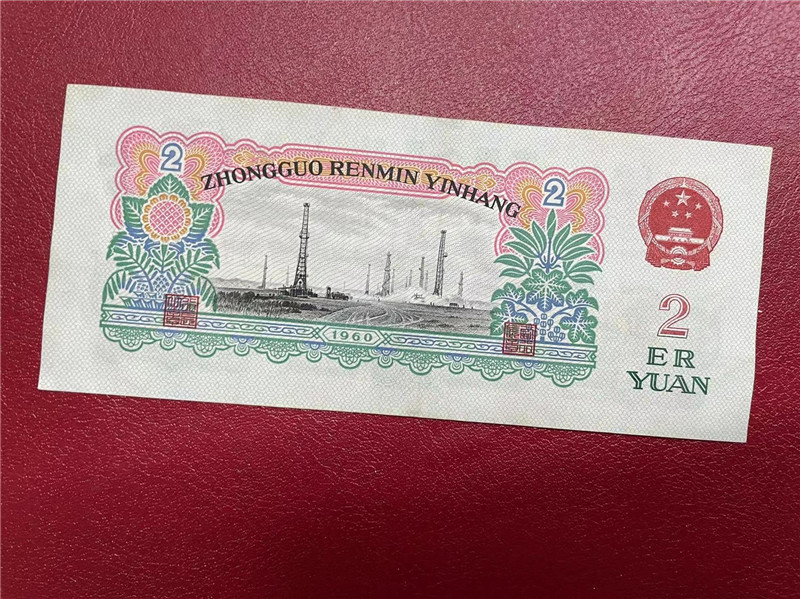 2
ZHONGGUO RENMIN YINHANG
2
1960
2
ER
YUAN